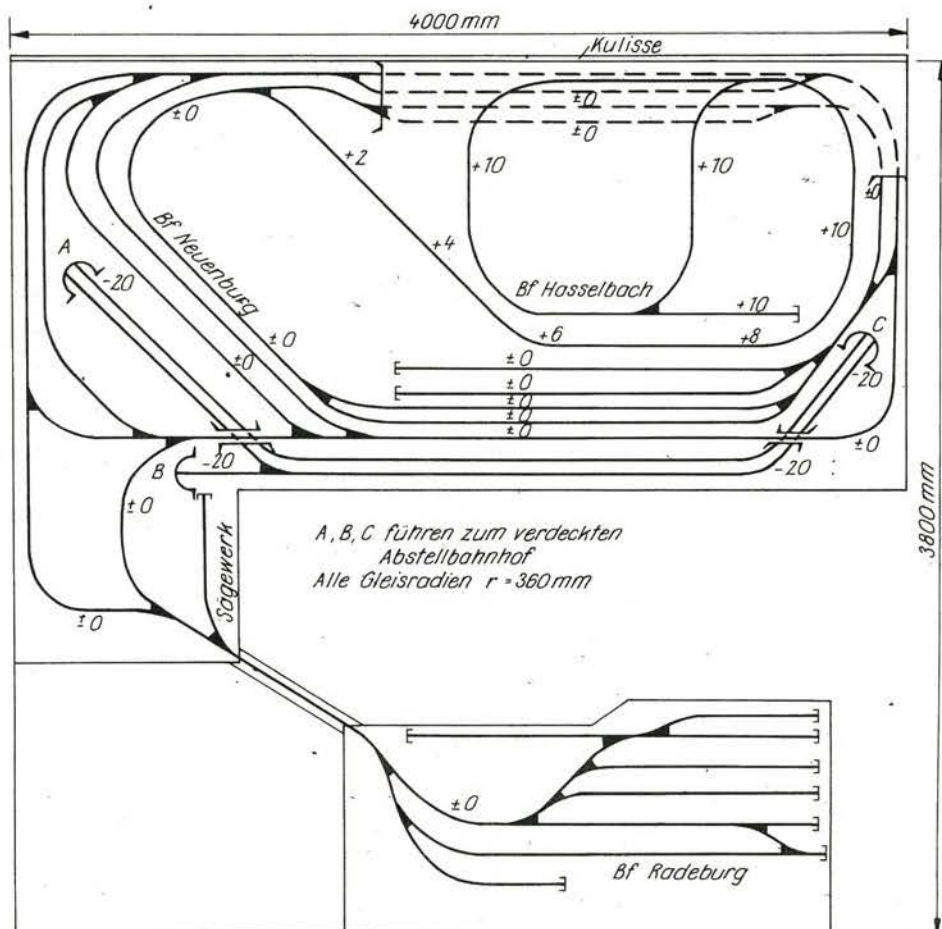 4000 mm
Kulisse
±0
±0
±0
+2
+10
+10
±0
+10
Bf Neuenburg
+4
A
-20
Bf Hasselbach
+10
±0
+6
+8
C
±0
±0
-20
±0
±0
±0
±0
B
-20
-20
±0
3800 mm
Sägewerk
A, B, C führen zum verdeckten
Abstellbahnhof
Alle Gleisradien r = 360 mm
±0
±0
Bf Radeburg